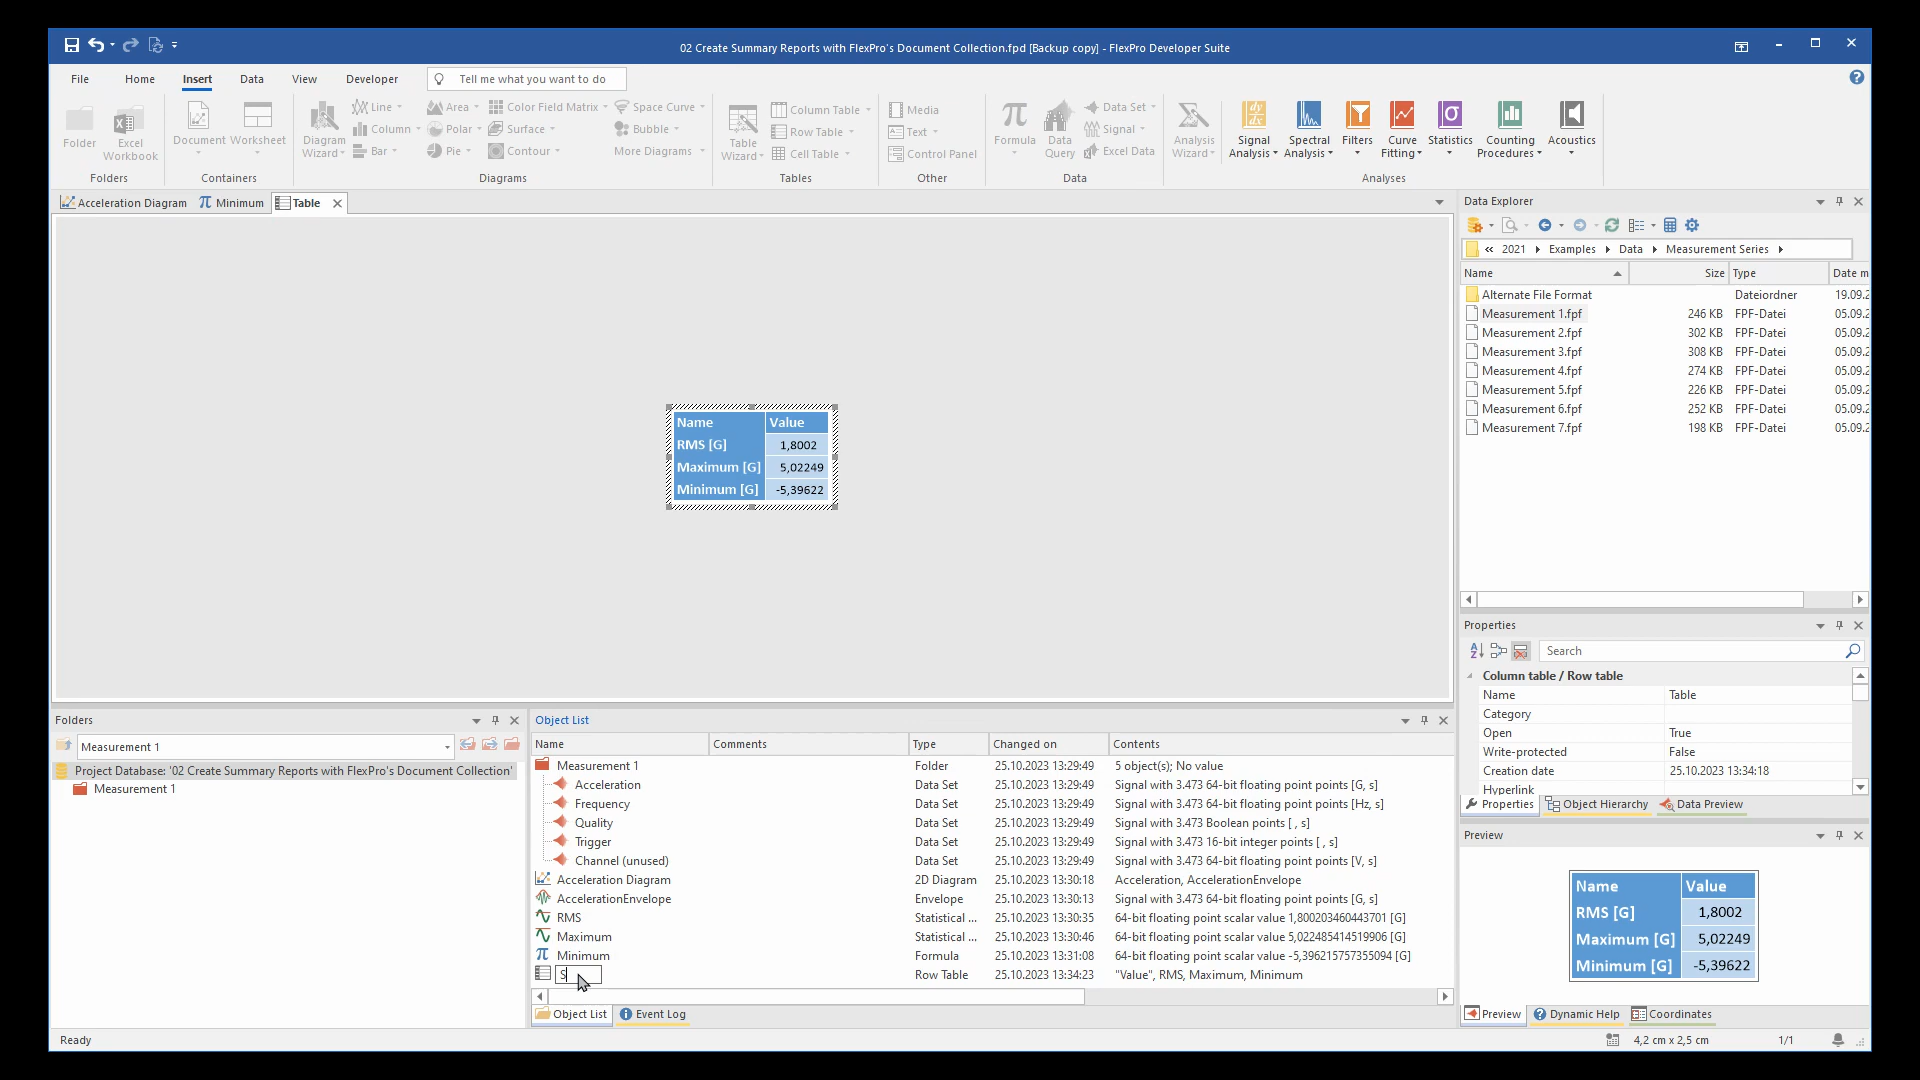 02 Create Summary Reports with FlexPro's Document Collection.fpd [Backup copy] - FlexPro Developer Suite
File Home Insert Data View Developer Tell me what you want to do
Folder
Excel Workbook
Folders
Document Worksheet
Containers
Diagram Wizard
Line
Column
Bar
Area
Polar
Pie
Color Field Matrix
Surface
Contour
Space Curve
Bubble
More Diagrams
Diagrams
Table Wizard
Column Table
Row Table
Cell Table
Tables
Media
Text
Control Panel
Other
Formula
Data Query
Data Set
Signal
Excel Data
Data
Analysis Wizard
Signal Analysis
Spectral Analysis
Filters
Curve Fitting
Statistics
Counting Procedures
Acoustics
Analyses
Acceleration Diagram Minimum Table
Name Value
RMS [G] 1,8002
Maximum [G] 5,02249
Minimum [G] -5,39622
Data Explorer
« 2021 Examples Data Measurement Series
Name Size Type Date m
Alternate File Format Dateiordner 19.09.2
Measurement 1.fpf 246 KB FPF-Datei 05.09.2
Measurement 2.fpf 302 KB FPF-Datei 05.09.2
Measurement 3.fpf 308 KB FPF-Datei 05.09.2
Measurement 4.fpf 274 KB FPF-Datei 05.09.2
Measurement 5.fpf 226 KB FPF-Datei 05.09.2
Measurement 6.fpf 252 KB FPF-Datei 05.09.2
Measurement 7.fpf 198 KB FPF-Datei 05.09.2
Properties
Search
Column table / Row table
Name Table
Category
Open True
Write-protected False
Creation date 25.10.2023 13:34:18
Hyperlink
Properties Object Hierarchy Data Preview
Preview
Name Value
RMS [G] 1,8002
Maximum [G] 5,02249
Minimum [G] -5,39622
Preview Dynamic Help Coordinates
Folders
Measurement 1
Project Database: '02 Create Summary Reports with FlexPro's Document Collection'
Measurement 1
Object List
Name Comments Type Changed on Contents
Measurement 1 Folder 25.10.2023 13:29:49 5 object(s); No value
Acceleration Data Set 25.10.2023 13:29:49 Signal with 3.473 64-bit floating point points [G, s]
Frequency Data Set 25.10.2023 13:29:49 Signal with 3.473 64-bit floating point points [Hz, s]
Quality Data Set 25.10.2023 13:29:49 Signal with 3.473 Boolean points [ , s]
Trigger Data Set 25.10.2023 13:29:49 Signal with 3.473 16-bit integer points [ , s]
Channel (unused) Data Set 25.10.2023 13:29:49 Signal with 3.473 64-bit floating point points [V, s]
Acceleration Diagram 2D Diagram 25.10.2023 13:30:18 Acceleration, AccelerationEnvelope
AccelerationEnvelope Envelope 25.10.2023 13:30:13 Signal with 3.473 64-bit floating point points [G, s]
RMS Statistical ... 25.10.2023 13:30:35 64-bit floating point scalar value 1,800203460443701 [G]
Maximum Statistical ... 25.10.2023 13:30:46 64-bit floating point scalar value 5,022485414519906 [G]
Minimum Formula 25.10.2023 13:31:08 64-bit floating point scalar value -5,396215757355094 [G]
S Row Table 25.10.2023 13:34:23 "Value", RMS, Maximum, Minimum
Object List Event Log
Ready 4,2 cm x 2,5 cm 1/1